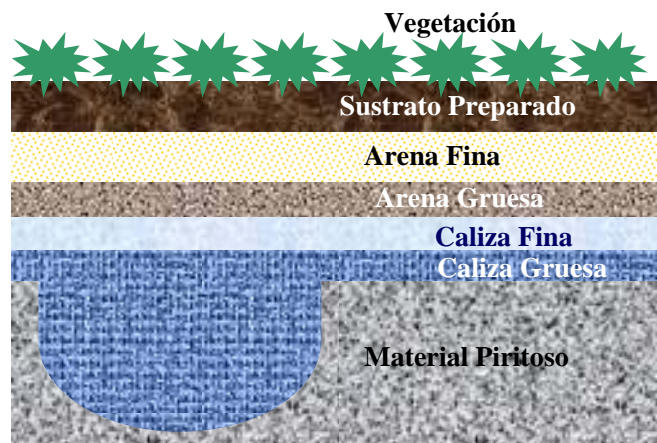 Vegetación
Sustrato Preparado
Arena Fina
Arena Gruesa
Caliza Fina
Caliza Gruesa
Material Piritoso